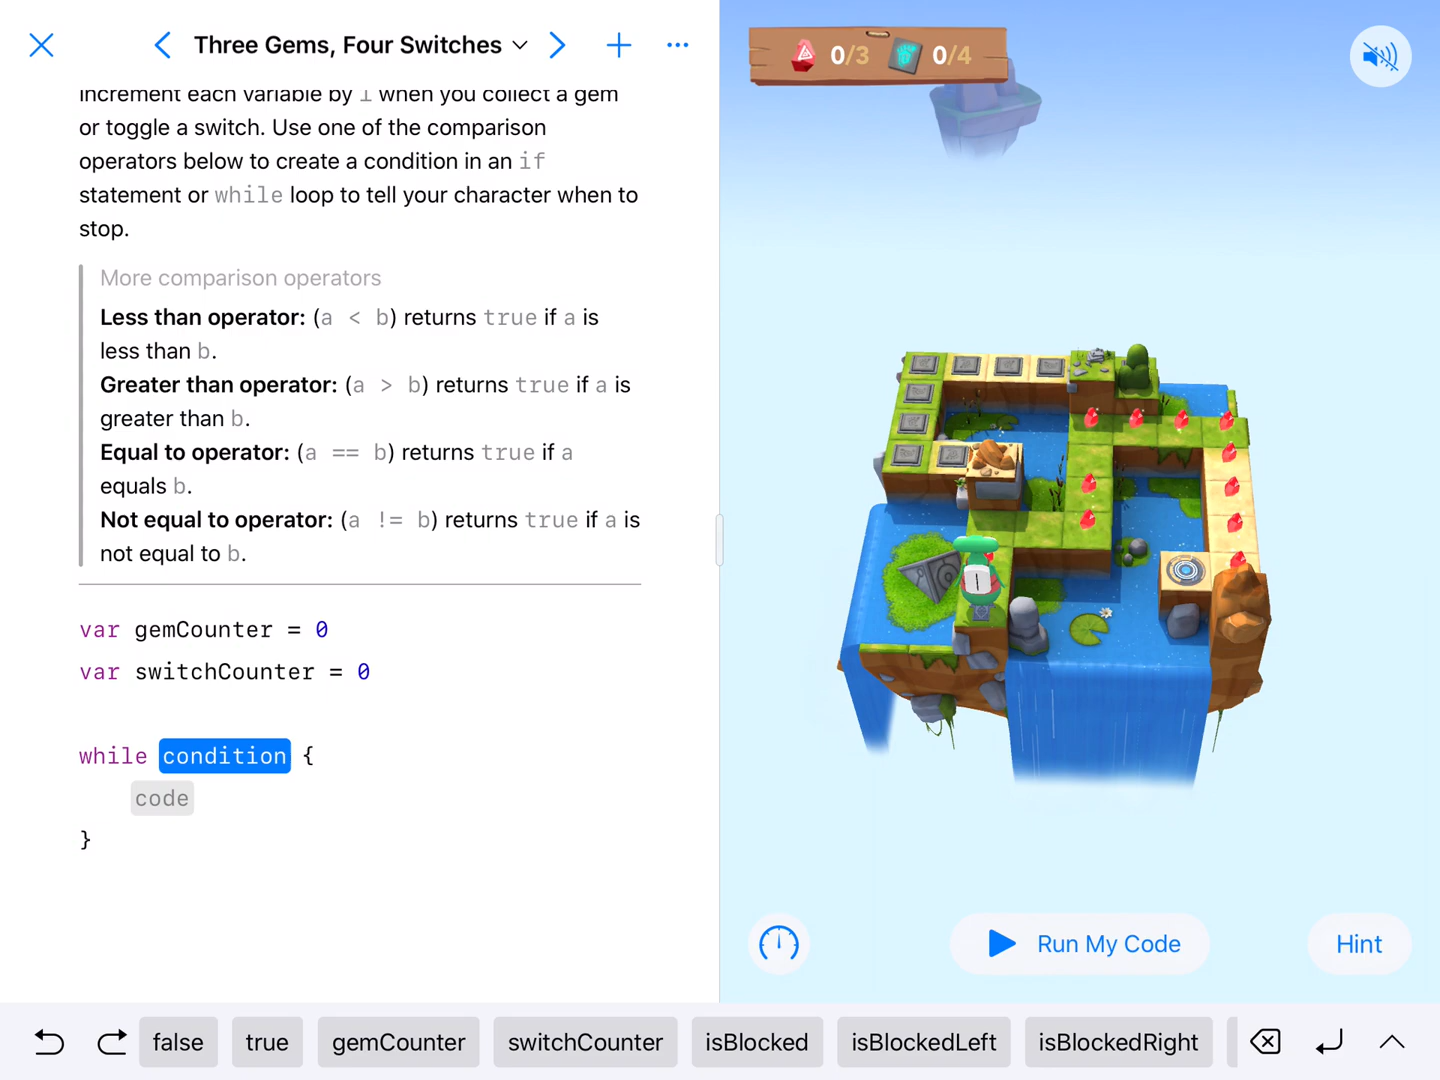 Three Gems, Four Switches
increment each variable by 1 when you collect a gem
or toggle a switch. Use one of the comparison
operators below to create a condition in an if
statement or while loop to tell your character when to
stop.
More comparison operators
Less than operator: (a < b) returns true if a is
less than b.
Greater than operator: (a > b) returns true if a is
greater than b.
Equal to operator: (a == b) returns true if a
equals b.
Not equal to operator: (a != b) returns true if a is
not equal to b.
var gemCounter = 0
var switchCounter = 0
while condition {
code
}
0/3 0/4
Run My Code
Hint
false true gemCounter switchCounter isBlocked isBlockedLeft isBlockedRight